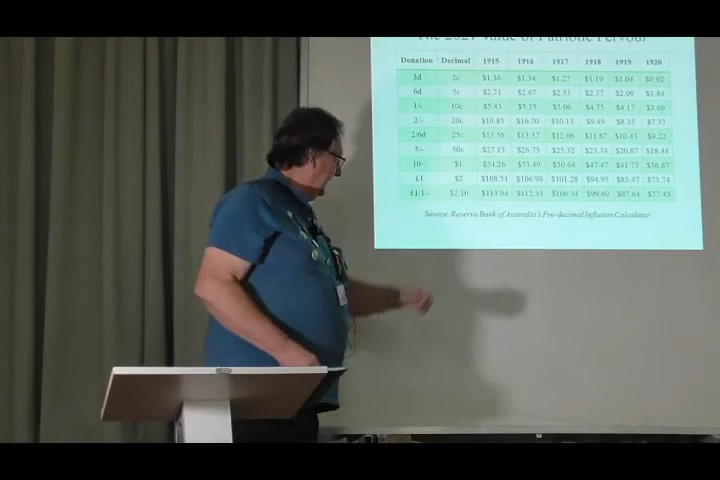 The 2021 Value of Patriotic Fervour
Donation Decimal 1915 1916 1917 1918 1919 1920
3d 2c $1.36 $1.34 $1.27 $1.19 $1.04 $0.92
6d 5c $2.71 $2.67 $2.53 $2.37 $2.09 $1.84
1/- 10c $5.43 $5.35 $5.06 $4.75 $4.17 $3.69
2/- 20c $10.85 $10.70 $10.13 $9.49 $8.35 $7.37
2/6d 25c $13.56 $13.37 $12.66 $11.87 $10.43 $9.22
5/- 50c $27.13 $26.75 $25.32 $23.74 $20.87 $18.44
10/- $1 $54.26 $53.49 $50.64 $47.47 $41.73 $36.87
£1 $2 $108.51 $106.98 $101.28 $94.95 $83.47 $73.74
£1/1/- $2.10 $113.94 $112.33 $106.34 $99.69 $87.64 $77.43
Source: Reserve Bank of Australia's Pre-decimal Inflation Calculator